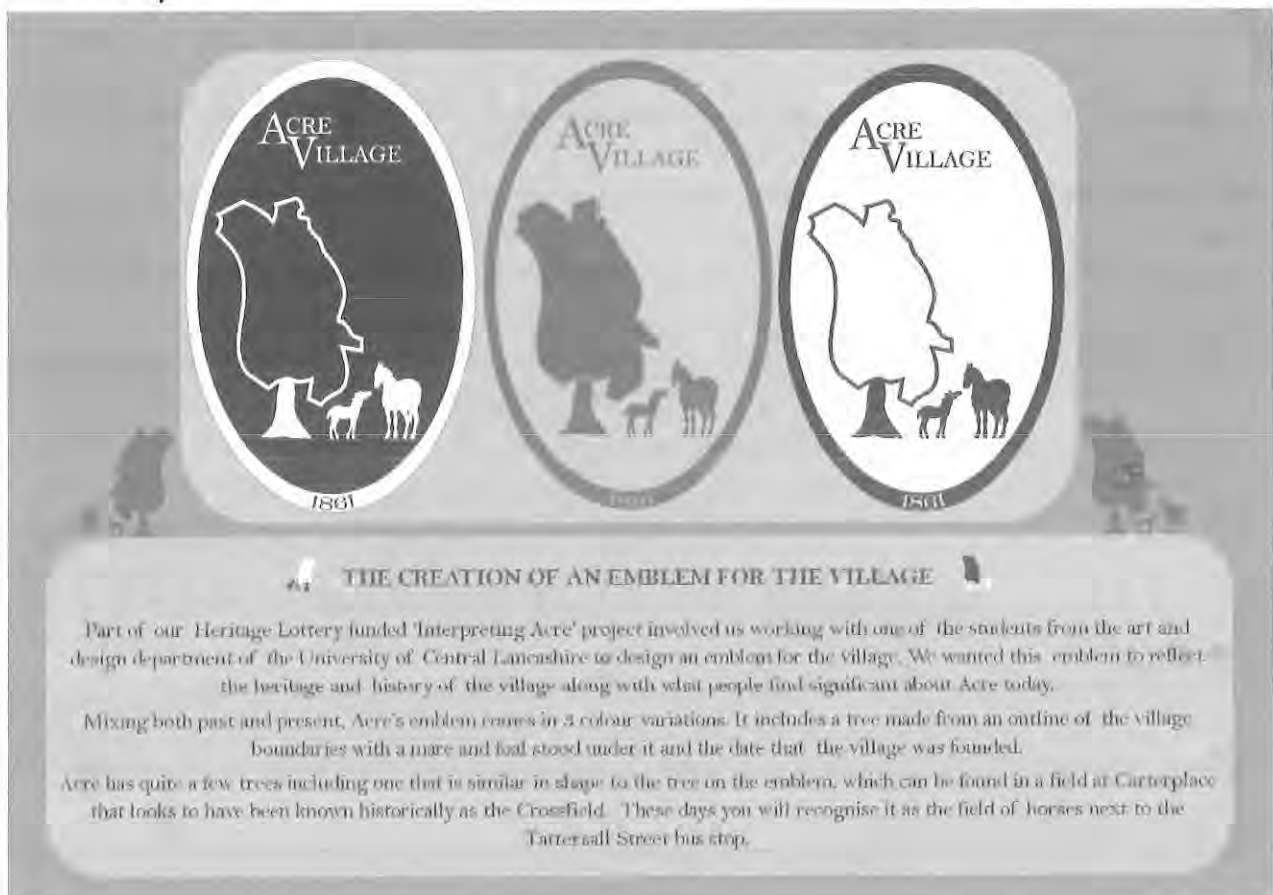 ACRE
VILLAGE
1861
ACRE
VILLAGE
ACRE
VILLAGE
1861
THE CREATION OF AN EMBLEM FOR THE VILLAGE
Part of our Heritage Lottery funded 'Interpreting Acre' project involved us working with one of the students from the art and
design department of the University of Central Lancashire to design an emblem for the village. We wanted this emblem to reflect
the heritage and history of the village along with what people find significant about Acre today.
Mixing both past and present, Acre's emblem comes in 3 colour variations. It includes a tree made from an outline of the village
boundaries with a mare and foal stood under it and the date that the village was founded.
Acre has quite a few trees including one that is similar in shape to the tree on the emblem, which can be found in a field at Carterplace
that looks to have been known historically as the Crossfield. These days you will recognise it as the field of horses next to the
Tattersall Street bus stop.